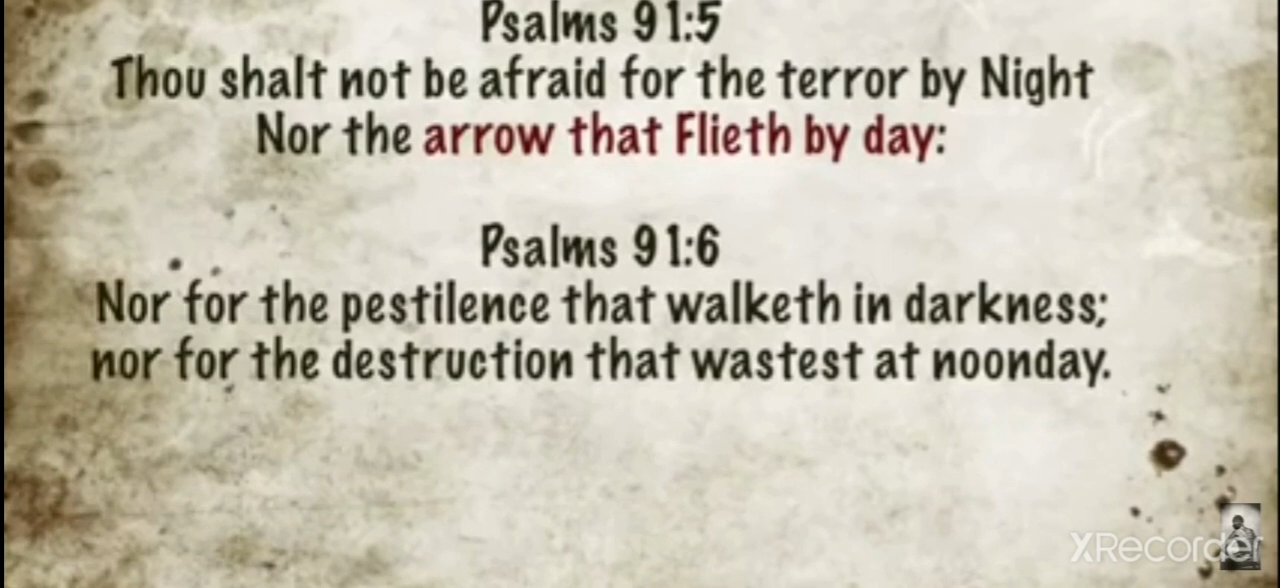 Psalms 91:5
Thou shalt not be afraid for the terror by Night
Nor the arrow that Flieth by day:
Psalms 91:6
Nor for the pestilence that walketh in darkness;
nor for the destruction that wastest at noonday.
XRecorder